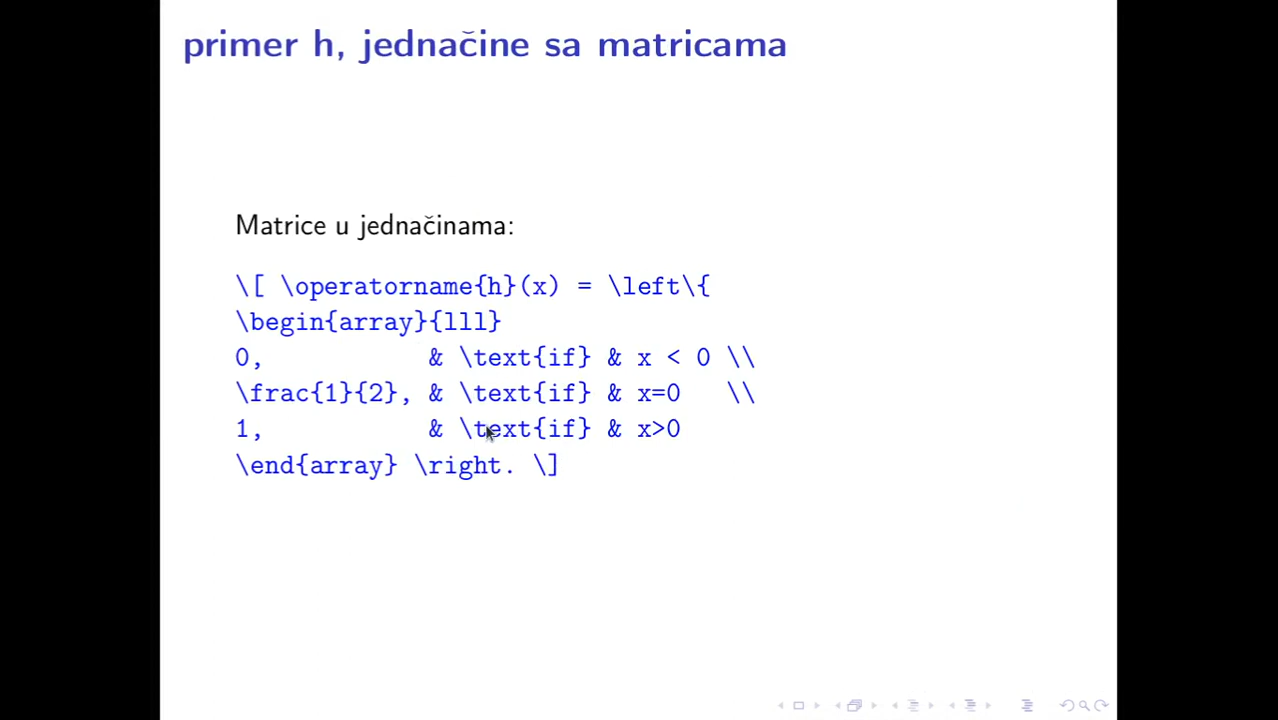 primer h, jednačine sa matricama
Matrice u jednačinama:
\[ \operatorname{h}(x) = \left\{
\begin{array}{lll}
0, & \text{if} & x < 0 \\
\frac{1}{2}, & \text{if} & x=0 \\
1, & \text{if} & x>0
\end{array} \right. \]